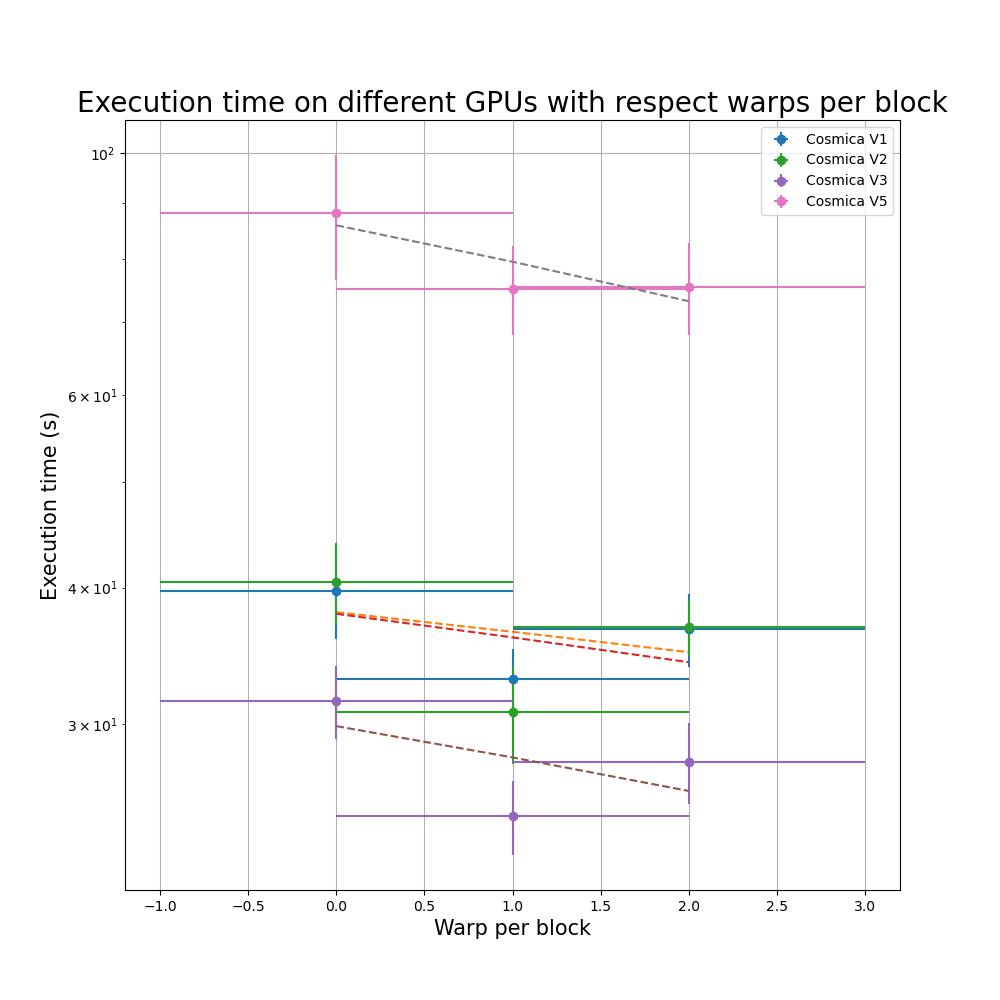 Execution time on different GPUs with respect warps per block
Cosmica V1
Cosmica V2
Cosmica V3
Cosmica V5
10²
6 × 10¹
4 × 10¹
3 × 10¹
Execution time (s)
−1.0 −0.5 0.0 0.5 1.0 1.5 2.0 2.5 3.0
Warp per block